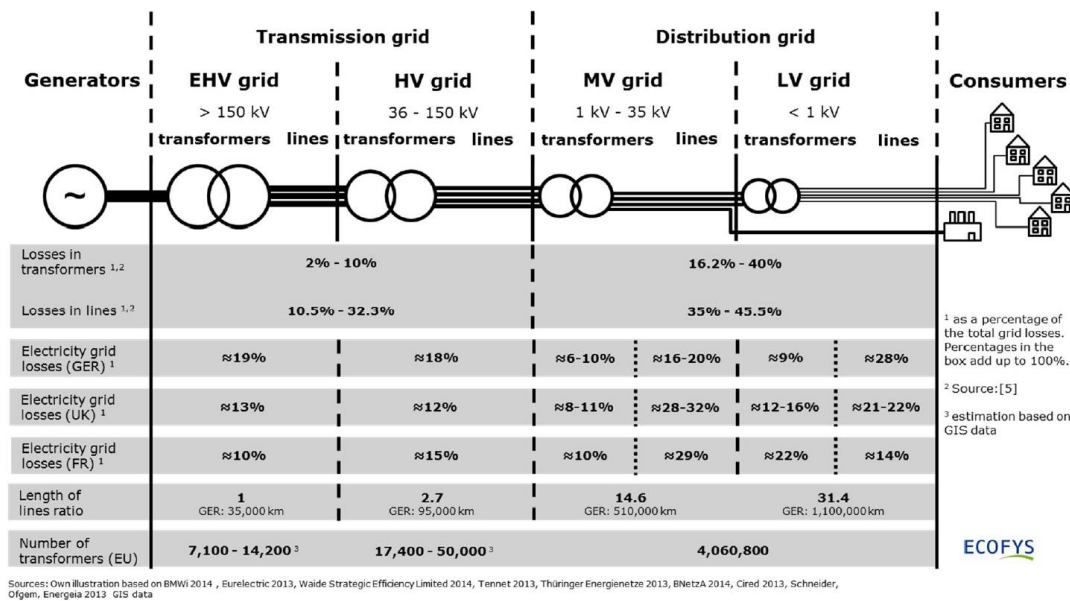 Transmission grid
Distribution grid
Generators
EHV grid
HV grid
MV grid
LV grid
Consumers
> 150 kV
36 - 150 kV
1 kV - 35 kV
< 1 kV
transformers lines
transformers lines
transformers lines
transformers lines
~
Losses in
transformers 1,2
2% - 10%
16.2% - 40%
Losses in lines 1,2
10.5% - 32.3%
35% - 45.5%
Electricity grid
losses (GER) 1
≈19%
≈18%
≈6-10%
≈16-20%
≈9%
≈28%
Electricity grid
losses (UK) 1
≈13%
≈12%
≈8-11%
≈28-32%
≈12-16%
≈21-22%
Electricity grid
losses (FR) 1
≈10%
≈15%
≈10%
≈29%
≈22%
≈14%
Length of
lines ratio
1
GER: 35,000 km
2.7
GER: 95,000 km
14.6
GER: 510,000 km
31.4
GER: 1,100,000 km
Number of
transformers (EU)
7,100 - 14,200 3
17,400 - 50,000 3
4,060,800
1 as a percentage of
the total grid losses.
Percentages in the
box add up to 100%.
2 Source:[5]
3 estimation based on
GIS data
ECOFYS
Sources: Own illustration based on BMWi 2014 , Eurelectric 2013, Waide Strategic Efficiency Limited 2014, Tennet 2013, Thüringer Energienetze 2013, BNetzA 2014, Cired 2013, Schneider,
Ofgem, Energeia 2013 GIS data